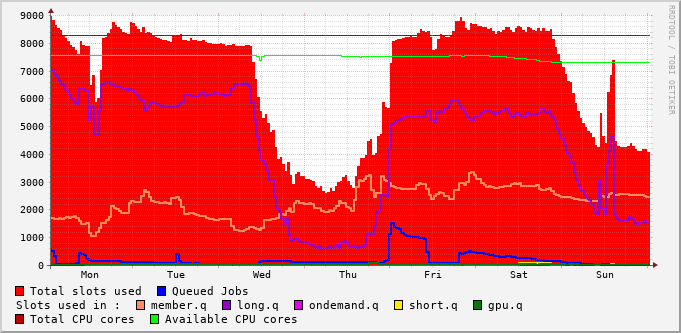 RRDTOOL / TOBI OETIKER
9000
8000
7000
6000
5000
4000
3000
2000
1000
0
Mon Tue Wed Thu Fri Sat Sun
Total slots used Queued Jobs
Slots used in : member.q long.q ondemand.q short.q gpu.q
Total CPU cores Available CPU cores